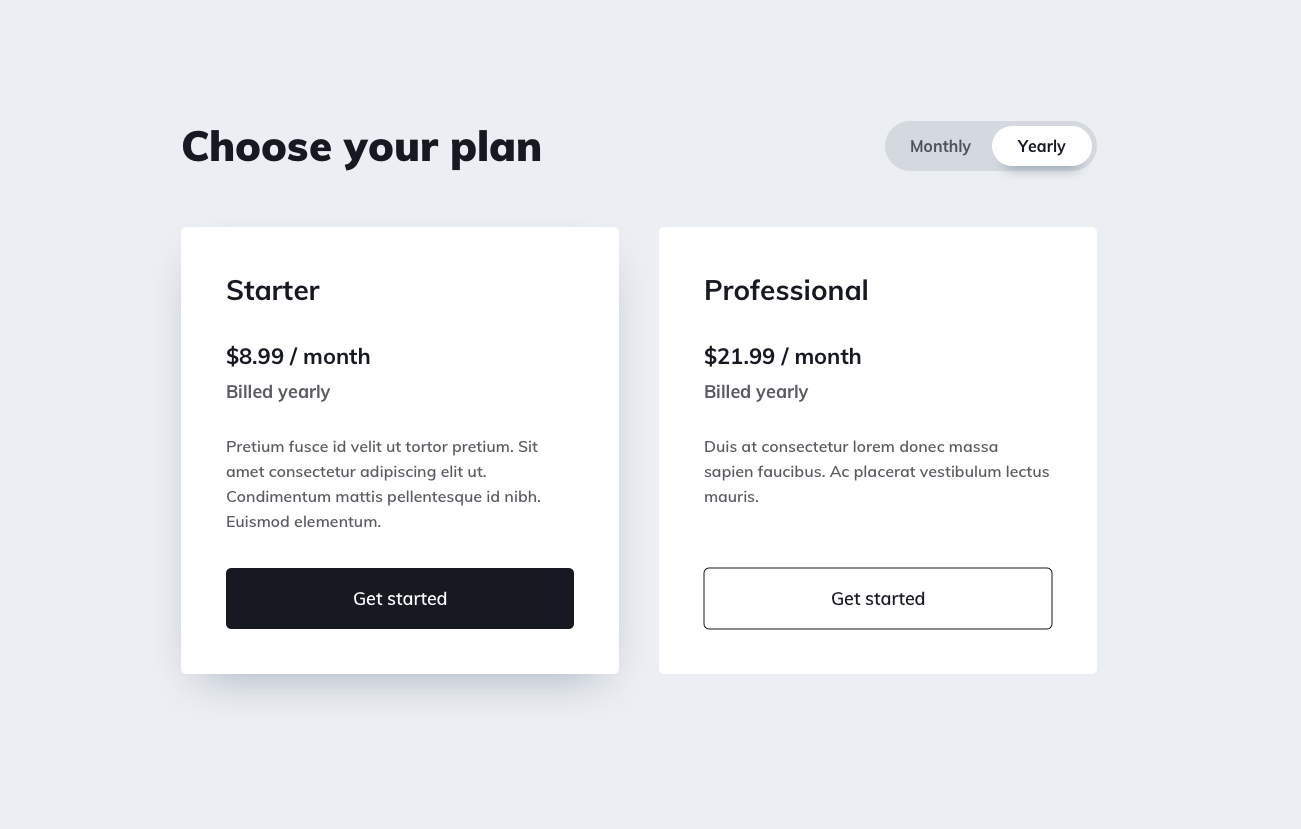 Choose your plan
Monthly
Yearly
Starter
$8.99 / month
Billed yearly
Pretium fusce id velit ut tortor pretium. Sit
amet consectetur adipiscing elit ut.
Condimentum mattis pellentesque id nibh.
Euismod elementum.
Get started
Professional
$21.99 / month
Billed yearly
Duis at consectetur lorem donec massa
sapien faucibus. Ac placerat vestibulum lectus
mauris.
Get started